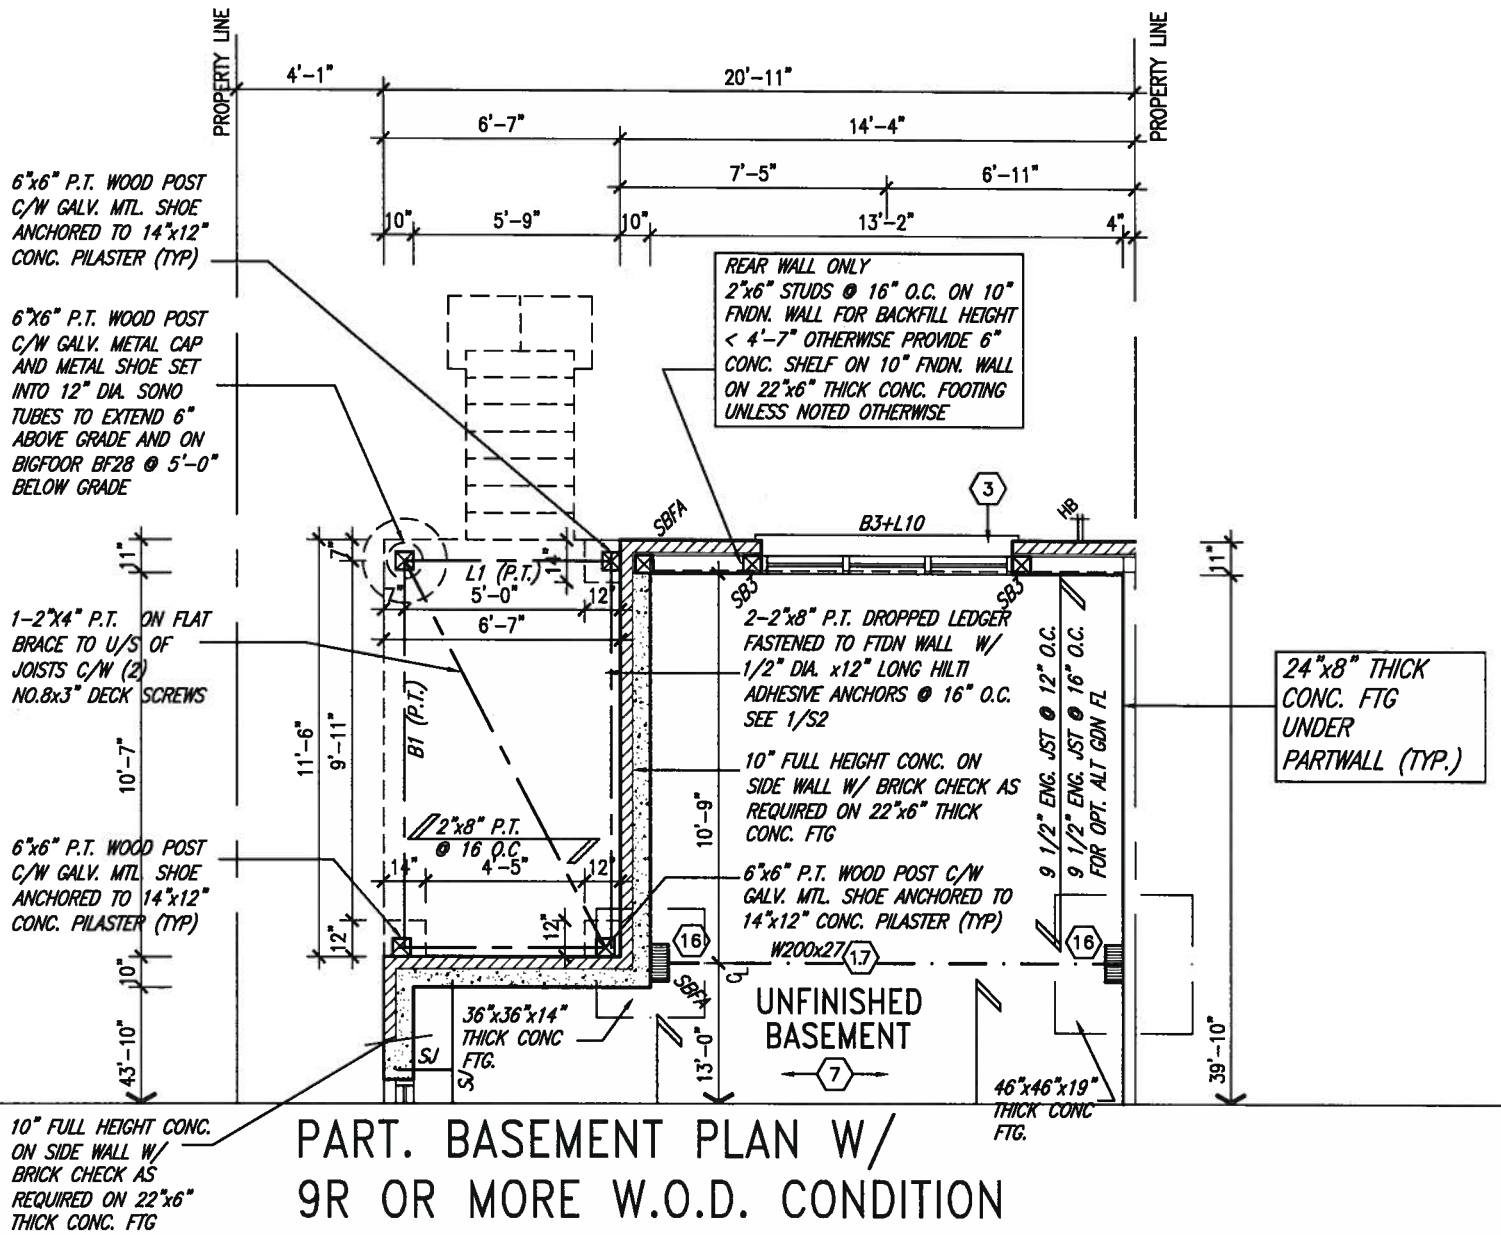 PROPERTY LINE
PROPERTY LINE
4'-1"
20'-11"
6'-7"
14'-4"
7'-5"
6'-11"
10"
5'-9"
10"
13'-2"
4"
6"x6" P.T. WOOD POST
C/W GALV. MTL. SHOE
ANCHORED TO 14"x12"
CONC. PILASTER (TYP)
6"X6" P.T. WOOD POST
C/W GALV. METAL CAP
AND METAL SHOE SET
INTO 12" DIA. SONO
TUBES TO EXTEND 6"
ABOVE GRADE AND ON
BIGFOOR BF28 @ 5'-0"
BELOW GRADE
REAR WALL ONLY
2"x6" STUDS @ 16" O.C. ON 10"
FNDN. WALL FOR BACKFILL HEIGHT
< 4'-7" OTHERWISE PROVIDE 6"
CONC. SHELF ON 10" FNDN. WALL
ON 22"x6" THICK CONC. FOOTING
UNLESS NOTED OTHERWISE
3
SBFA
B3+L10
HB
11"
7"
14"
11"
L1 (P.T.)
7"
5'-0"
12"
6'-7"
SB3
SB3
1-2"X4" P.T. ON FLAT
BRACE TO U/S OF
JOISTS C/W (2)
NO.8x3" DECK SCREWS
2-2"x8" P.T. DROPPED LEDGER
FASTENED TO FTDN WALL W/
1/2" DIA. x12" LONG HILTI
ADHESIVE ANCHORS @ 16" O.C.
SEE 1/S2
9 1/2" ENG. JST @ 12" O.C.
9 1/2" ENG. JST @ 16" O.C.
FOR OPT. ALT GDN FL
24"x8" THICK
CONC. FTG
UNDER
PARTWALL (TYP.)
B1 (P.T.)
10'-7"
11'-6"
9'-11"
10'-9"
10" FULL HEIGHT CONC. ON
SIDE WALL W/ BRICK CHECK AS
REQUIRED ON 22"x6" THICK
CONC. FTG
2"x8" P.T.
@ 16 O.C
14"
4'-5"
12"
6"x6" P.T. WOOD POST
C/W GALV. MTL. SHOE
ANCHORED TO 14"x12"
CONC. PILASTER (TYP)
6"x6" P.T. WOOD POST C/W
GALV. MTL. SHOE ANCHORED TO
14"x12" CONC. PILASTER (TYP)
12"
12"
10"
16
W200x27
17
16
CL
SBFA
UNFINISHED
BASEMENT
7
36"x36"x14"
THICK CONC
FTG.
SJ
SJ
43'-10"
13'-0"
39'-10"
46"x46"x19"
THICK CONC
FTG.
10" FULL HEIGHT CONC.
ON SIDE WALL W/
BRICK CHECK AS
REQUIRED ON 22"x6"
THICK CONC. FTG
PART. BASEMENT PLAN W/
9R OR MORE W.O.D. CONDITION